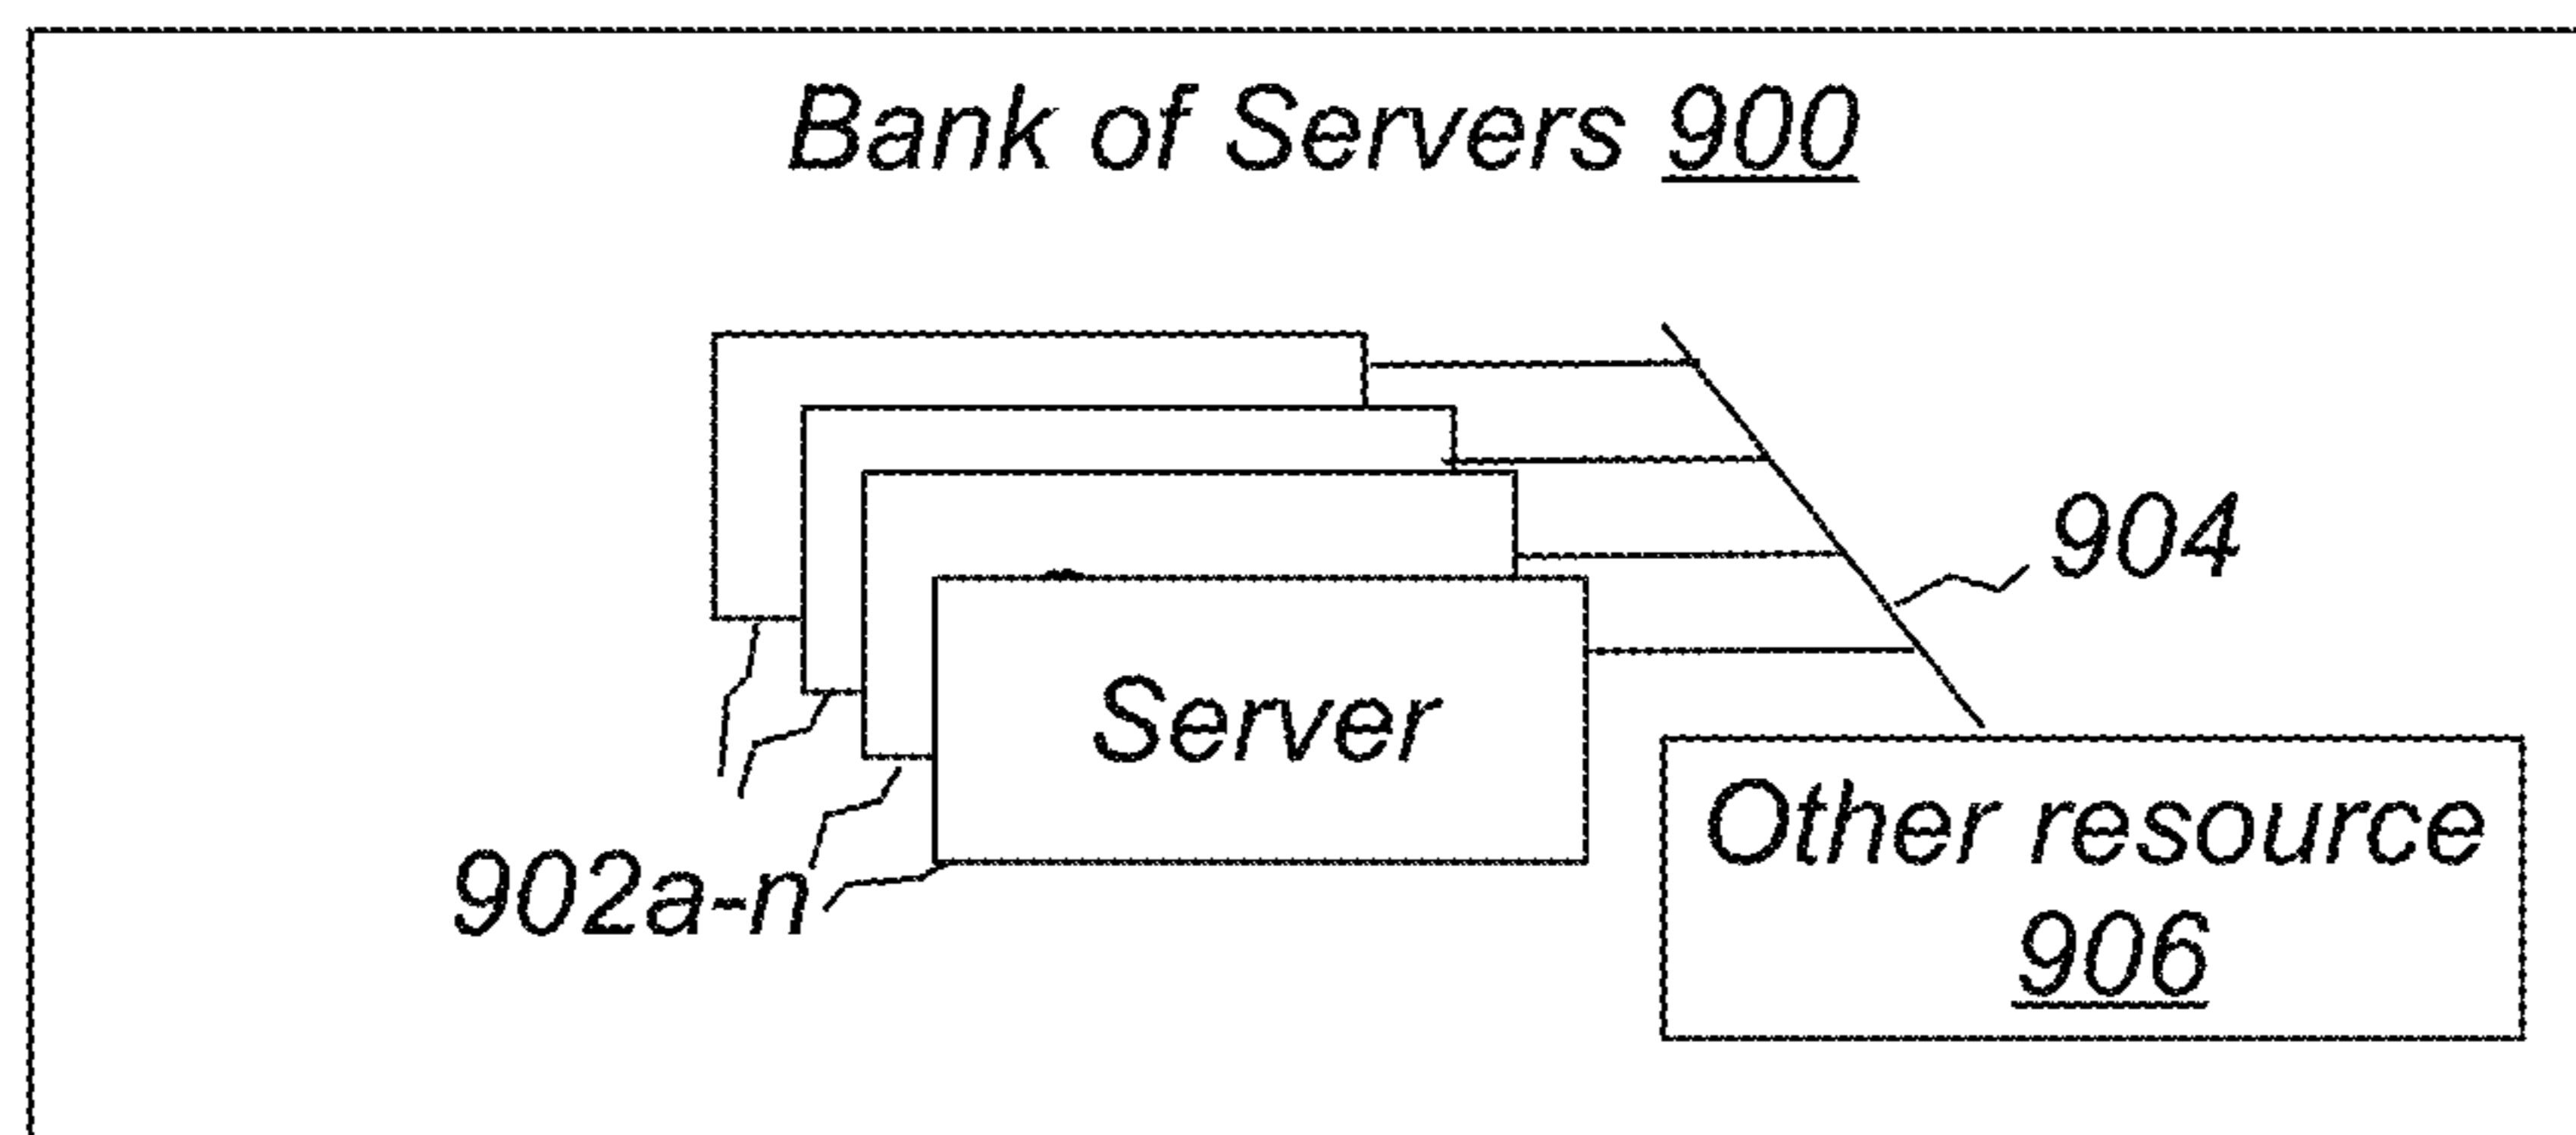 Bank of Servers 900
904
Server
Other resource
906
902a-n